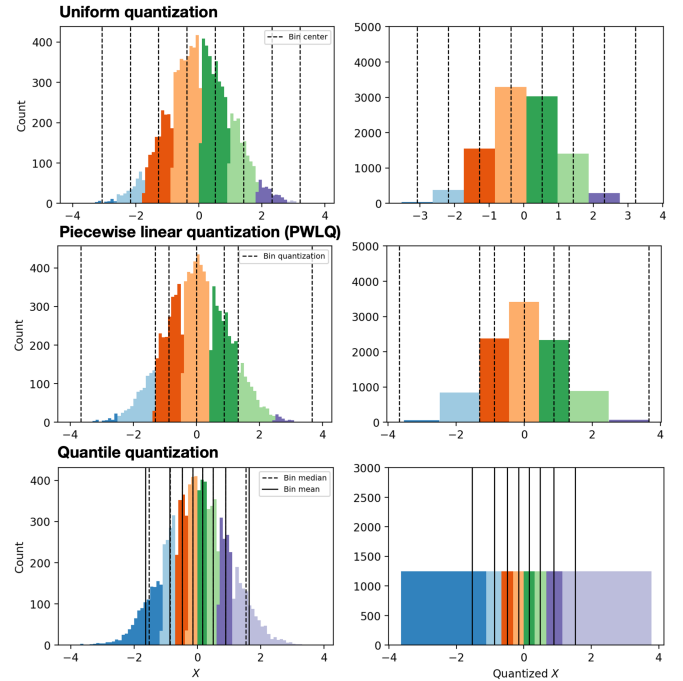 Uniform quantization
400
300
200
100
0
Count
Bin center
−4 −2 0 2 4
5000
4000
3000
2000
1000
0
−3 −2 −1 0 1 2 3 4
Piecewise linear quantization (PWLQ)
400
300
200
100
0
Count
Bin quantization
−4 −2 0 2 4
5000
4000
3000
2000
1000
0
−4 −2 0 2 4
Quantile quantization
400
300
200
100
0
Count
Bin median
Bin mean
−4 −2 0 2 4
X
3000
2500
2000
1500
1000
500
0
−4 −2 0 2 4
Quantized X